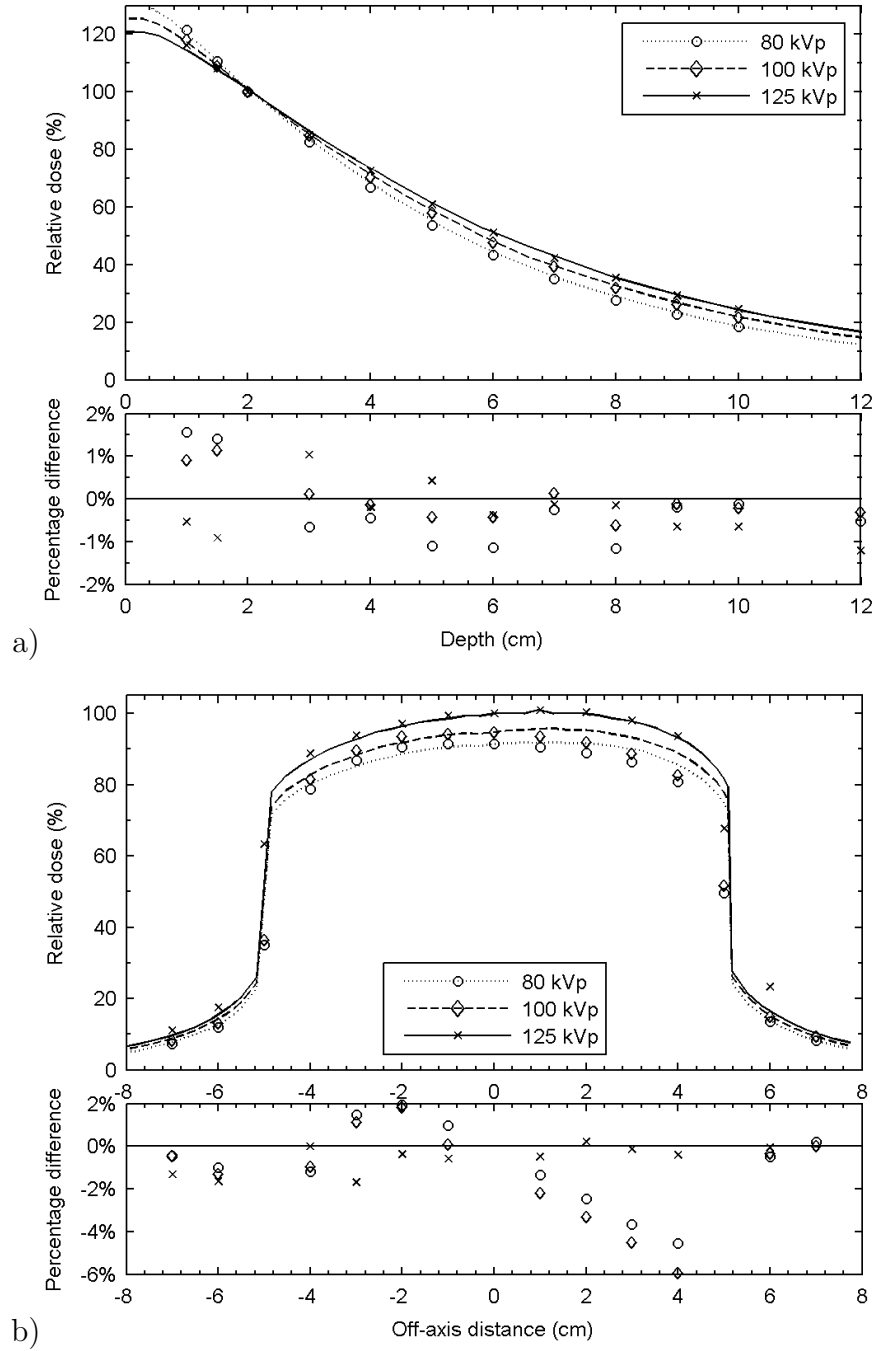 120
100
80
60
40
20
0
Relative dose (%)
80 kVp
100 kVp
125 kVp
0 2 4 6 8 10 12
2%
1%
0%
-1%
-2%
Percentage difference
0 2 4 6 8 10 12
Depth (cm)
a)
100
80
60
40
20
0
Relative dose (%)
80 kVp
100 kVp
125 kVp
-8 -6 -4 -2 0 2 4 6 8
2%
0%
-2%
-4%
-6%
Percentage difference
-8 -6 -4 -2 0 2 4 6 8
Off-axis distance (cm)
b)